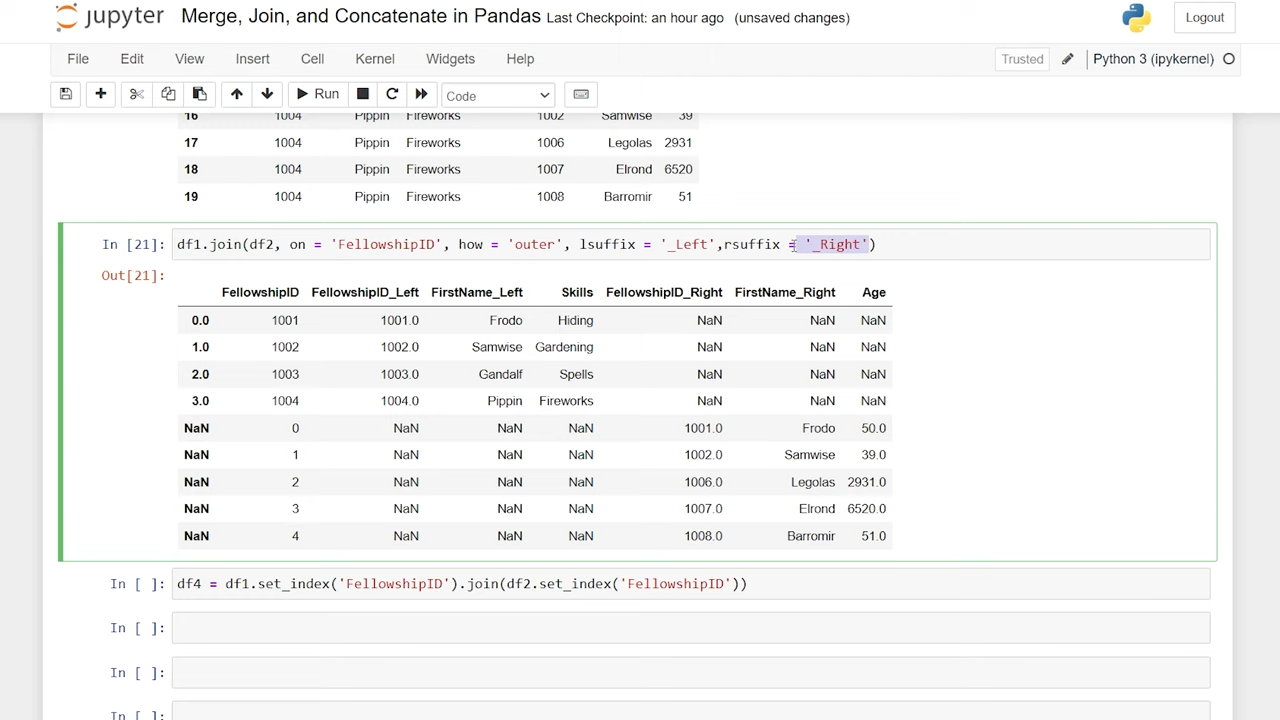 jupyter Merge, Join, and Concatenate in Pandas Last Checkpoint: an hour ago (unsaved changes) Logout
File Edit View Insert Cell Kernel Widgets Help Trusted Python 3 (ipykernel)
Run Code
16 1004 Pippin Fireworks 1002 Samwise 39
17 1004 Pippin Fireworks 1006 Legolas 2931
18 1004 Pippin Fireworks 1007 Elrond 6520
19 1004 Pippin Fireworks 1008 Barromir 51
In [21]: df1.join(df2, on = 'FellowshipID', how = 'outer', lsuffix = '_Left',rsuffix = '_Right')
Out[21]:
FellowshipID FellowshipID_Left FirstName_Left Skills FellowshipID_Right FirstName_Right Age
0.0 1001 1001.0 Frodo Hiding NaN NaN NaN
1.0 1002 1002.0 Samwise Gardening NaN NaN NaN
2.0 1003 1003.0 Gandalf Spells NaN NaN NaN
3.0 1004 1004.0 Pippin Fireworks NaN NaN NaN
NaN 0 NaN NaN NaN 1001.0 Frodo 50.0
NaN 1 NaN NaN NaN 1002.0 Samwise 39.0
NaN 2 NaN NaN NaN 1006.0 Legolas 2931.0
NaN 3 NaN NaN NaN 1007.0 Elrond 6520.0
NaN 4 NaN NaN NaN 1008.0 Barromir 51.0
In [ ]: df4 = df1.set_index('FellowshipID').join(df2.set_index('FellowshipID'))
In [ ]:
In [ ]:
In [ ]: